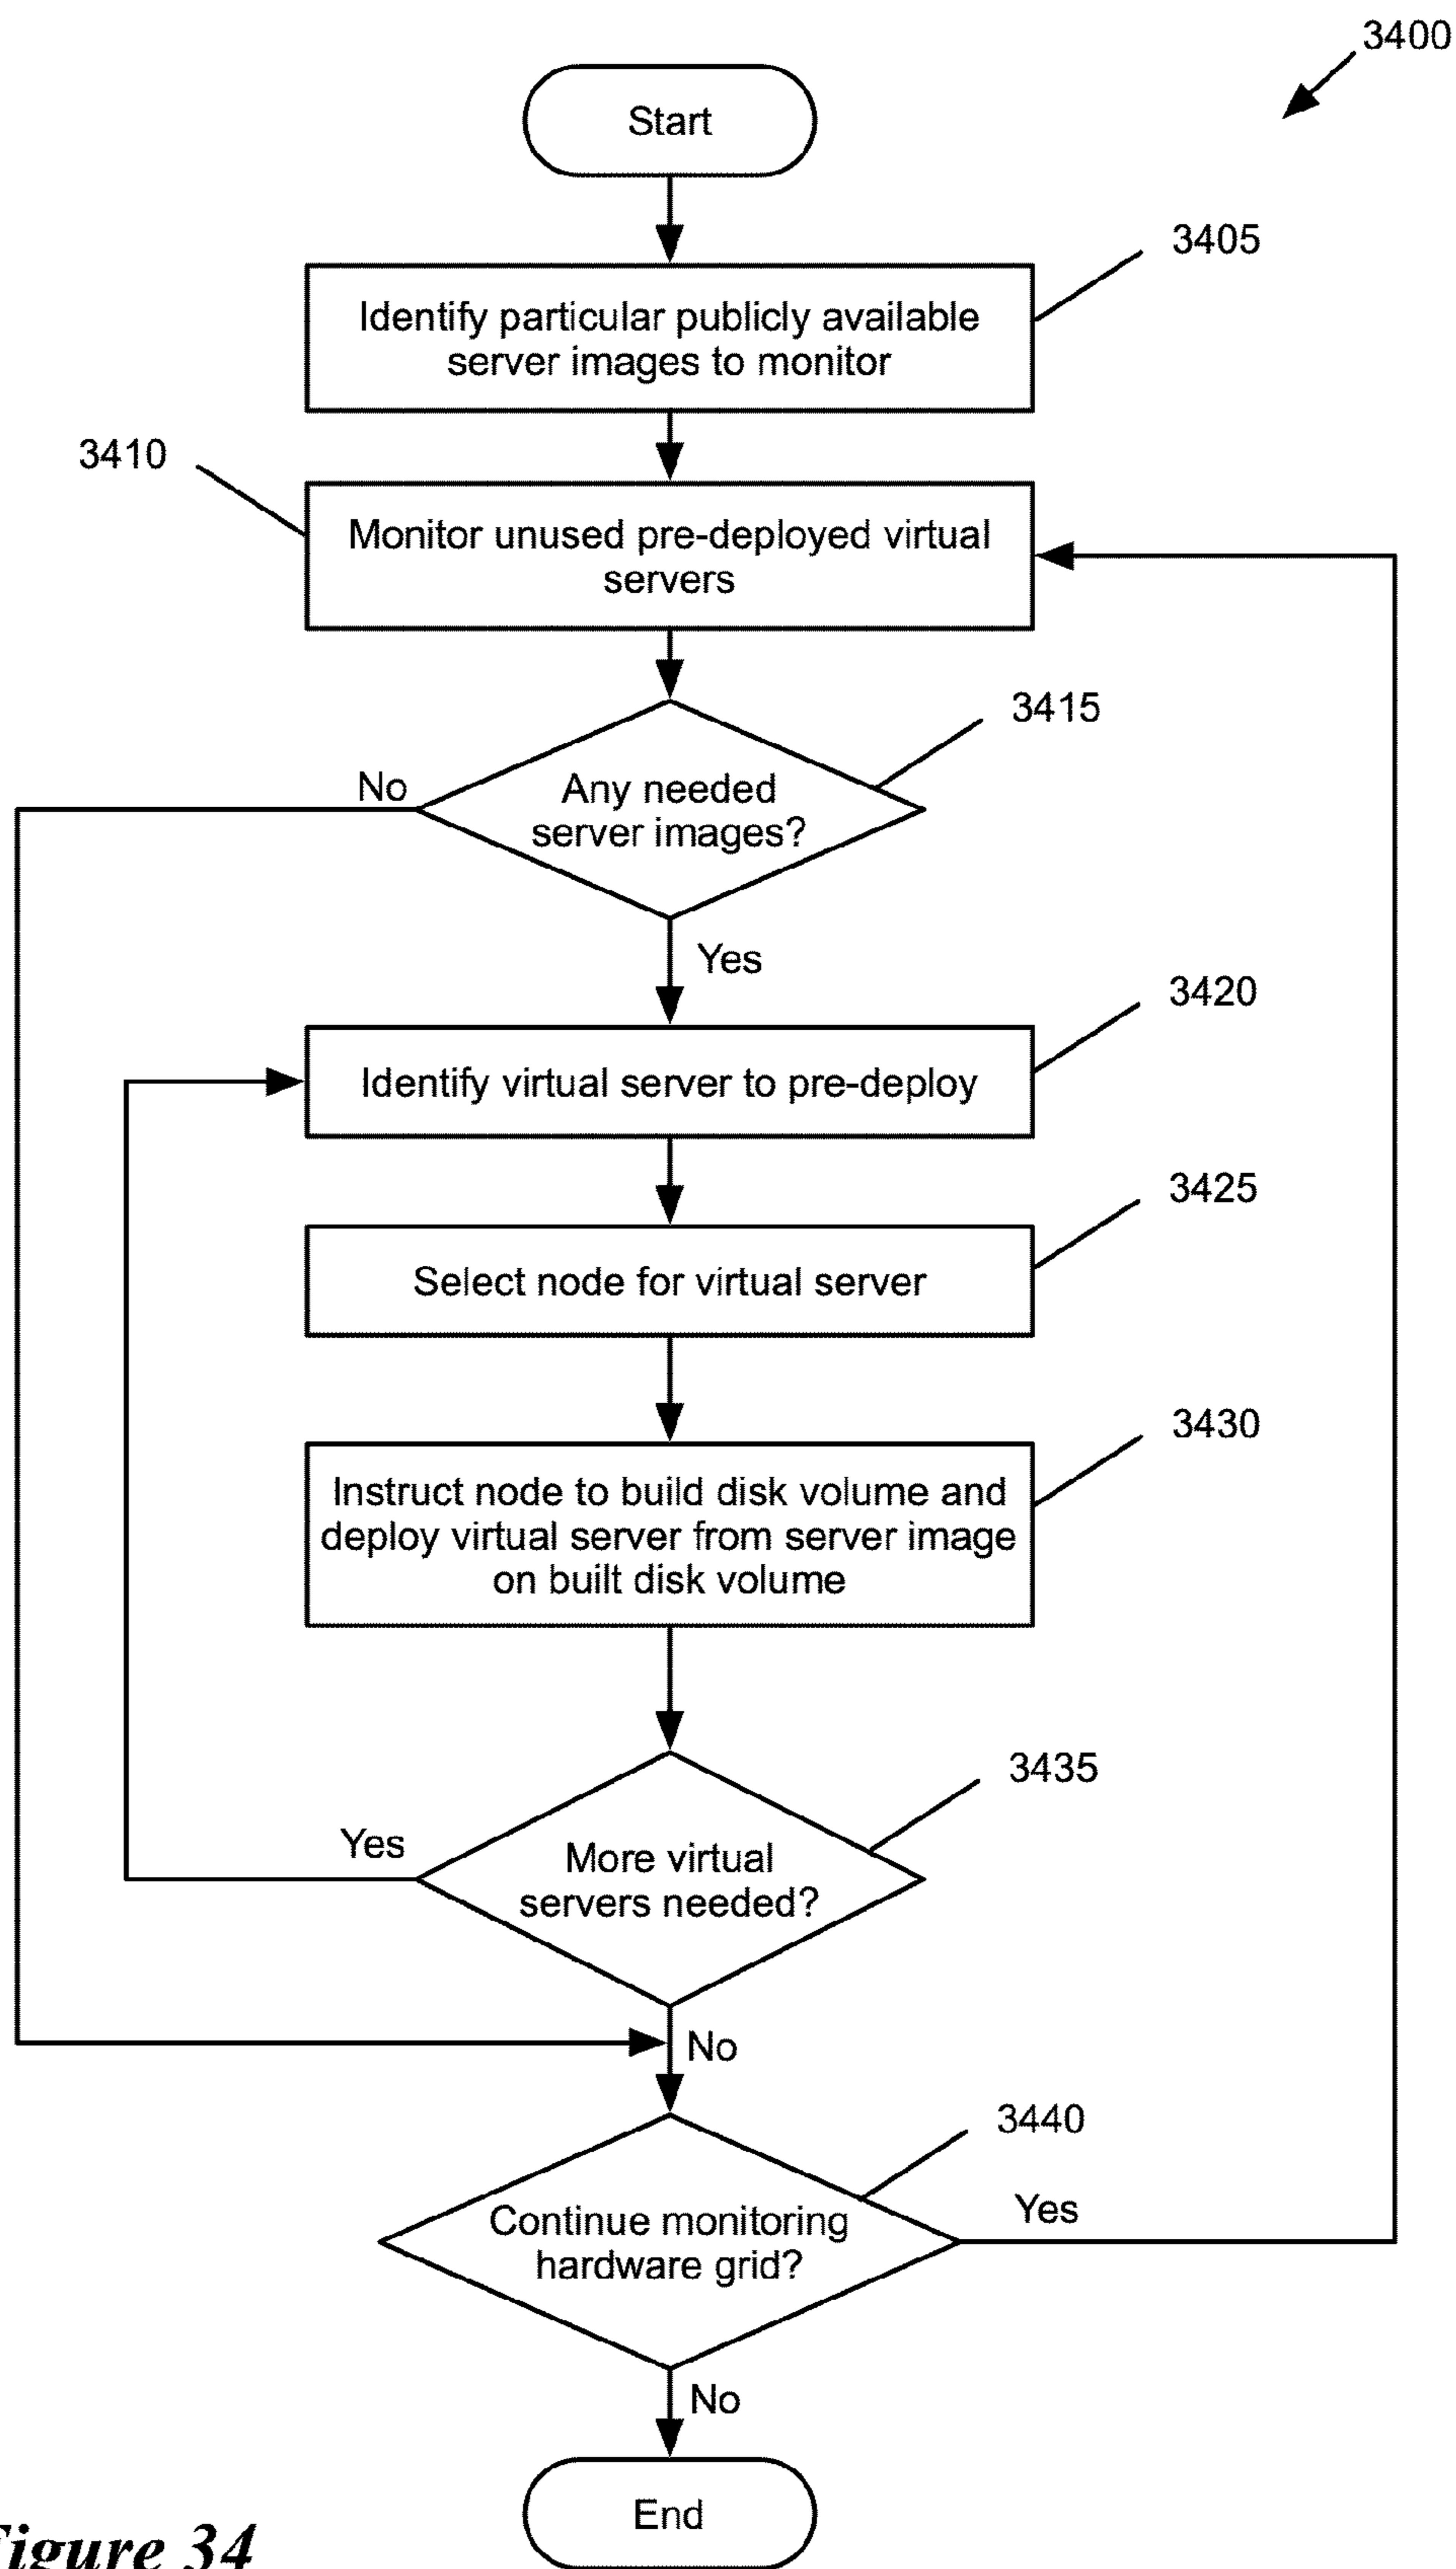 3400
Start
3405
Identify particular publicly available
server images to monitor
3410
Monitor unused pre-deployed virtual
servers
3415
No
Any needed
server images?
Yes
3420
Identify virtual server to pre-deploy
3425
Select node for virtual server
3430
Instruct node to build disk volume and
deploy virtual server from server image
on built disk volume
3435
Yes
More virtual
servers needed?
No
3440
Continue monitoring
hardware grid?
Yes
No
End
Figure 34